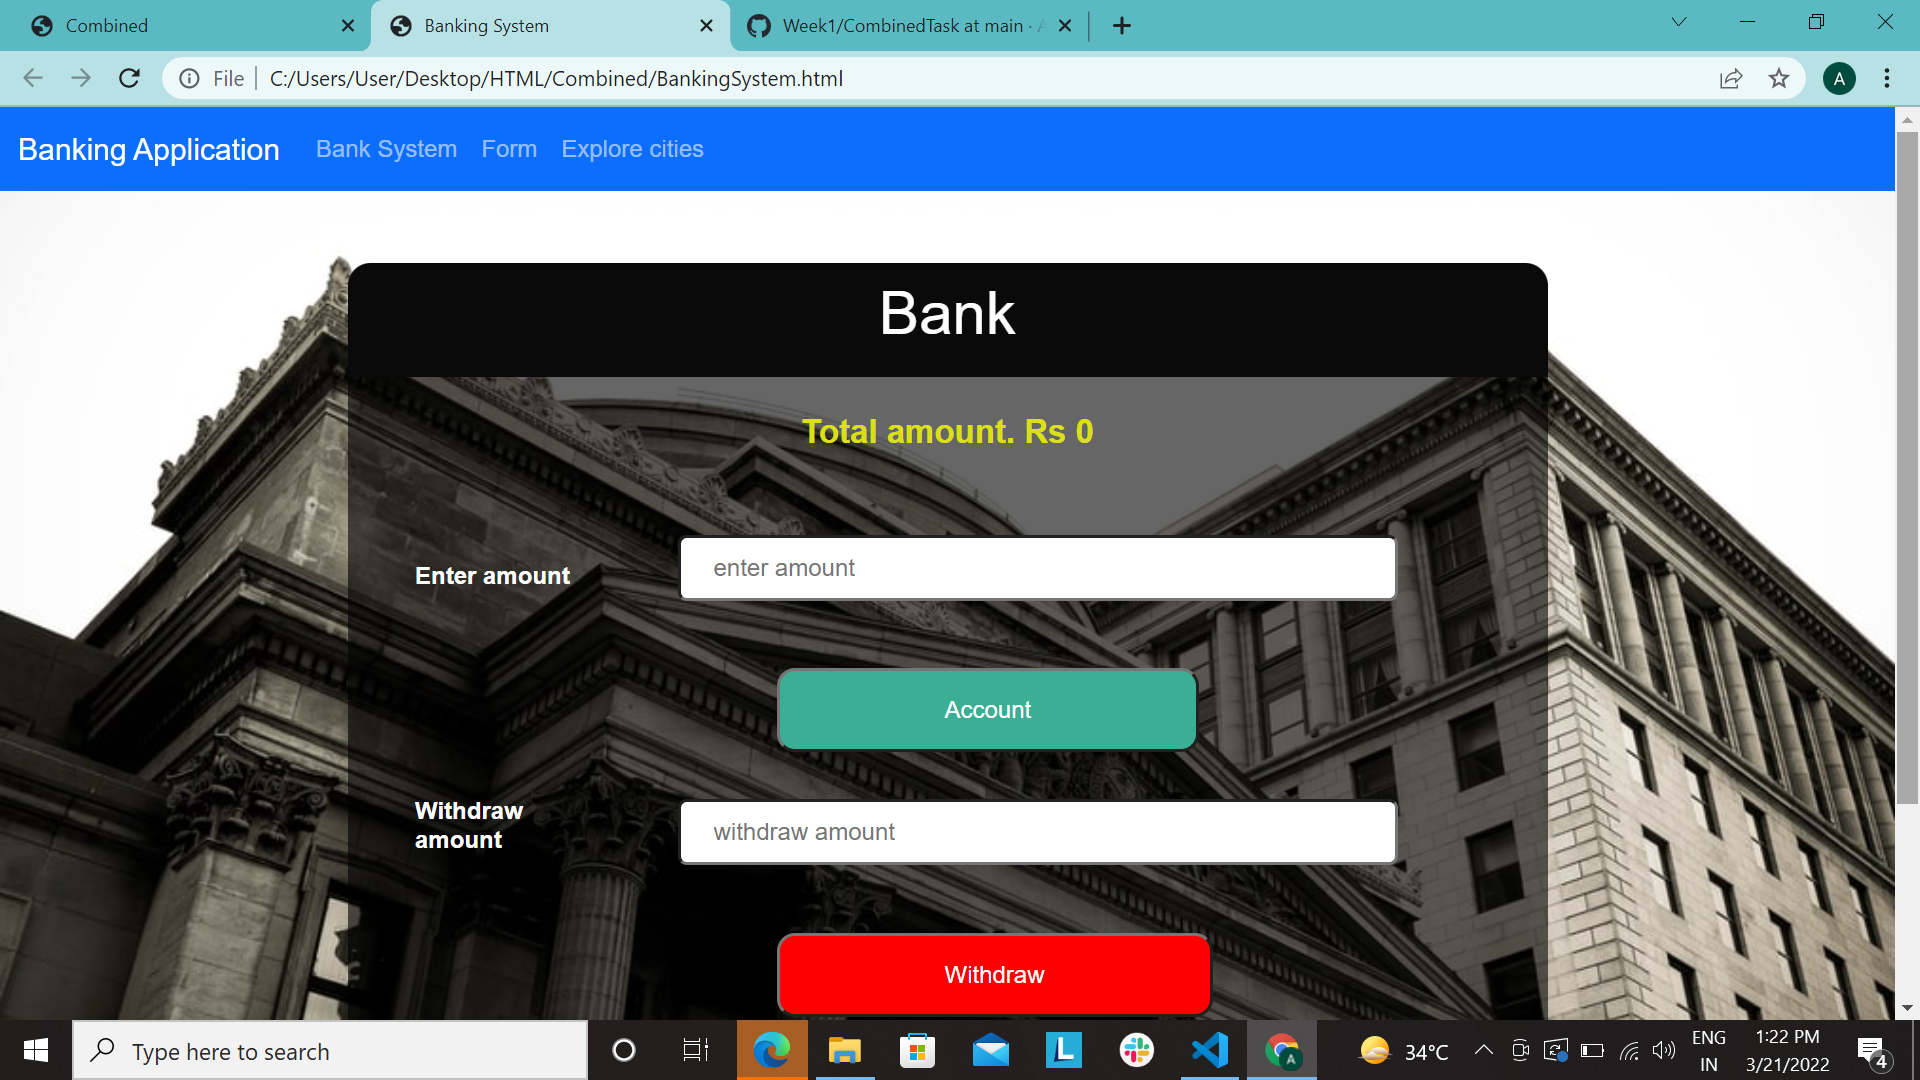 Combined
Banking System
Week1/CombinedTask at main ·
File
C:/Users/User/Desktop/HTML/Combined/BankingSystem.html
A
Banking Application
Bank System
Form
Explore cities
Bank
Total amount. Rs 0
Enter amount
enter amount
Account
Withdraw
amount
withdraw amount
Withdraw
Type here to search
L
A
34°C
ENG
IN
1:22 PM
3/21/2022
4